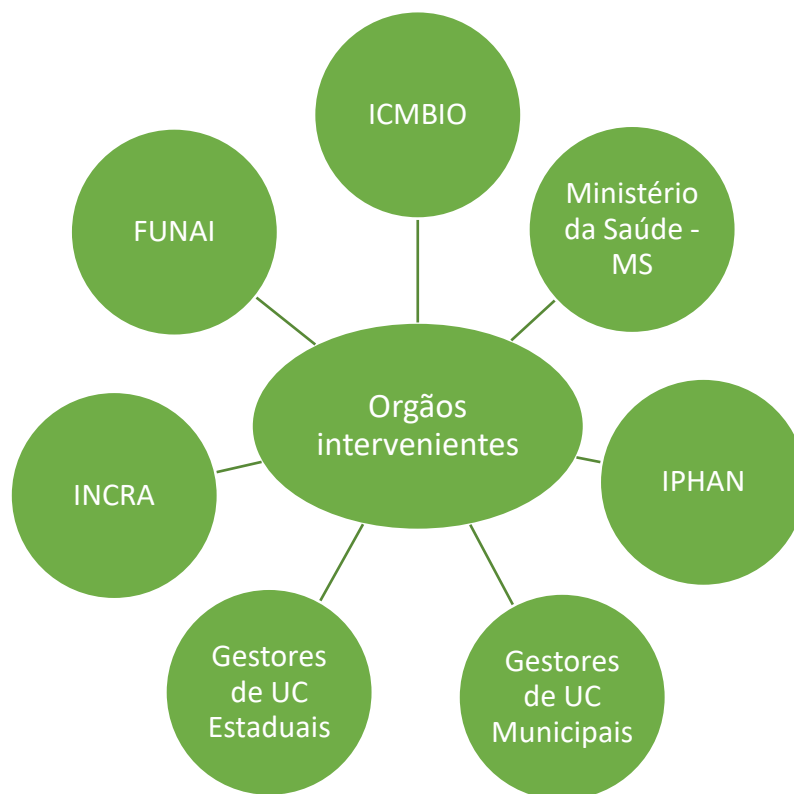 ICMBIO
FUNAI
Ministério
da Saúde -
MS
Orgãos
intervenientes
INCRA
IPHAN
Gestores
de UC
Estaduais
Gestores
de UC
Municipais